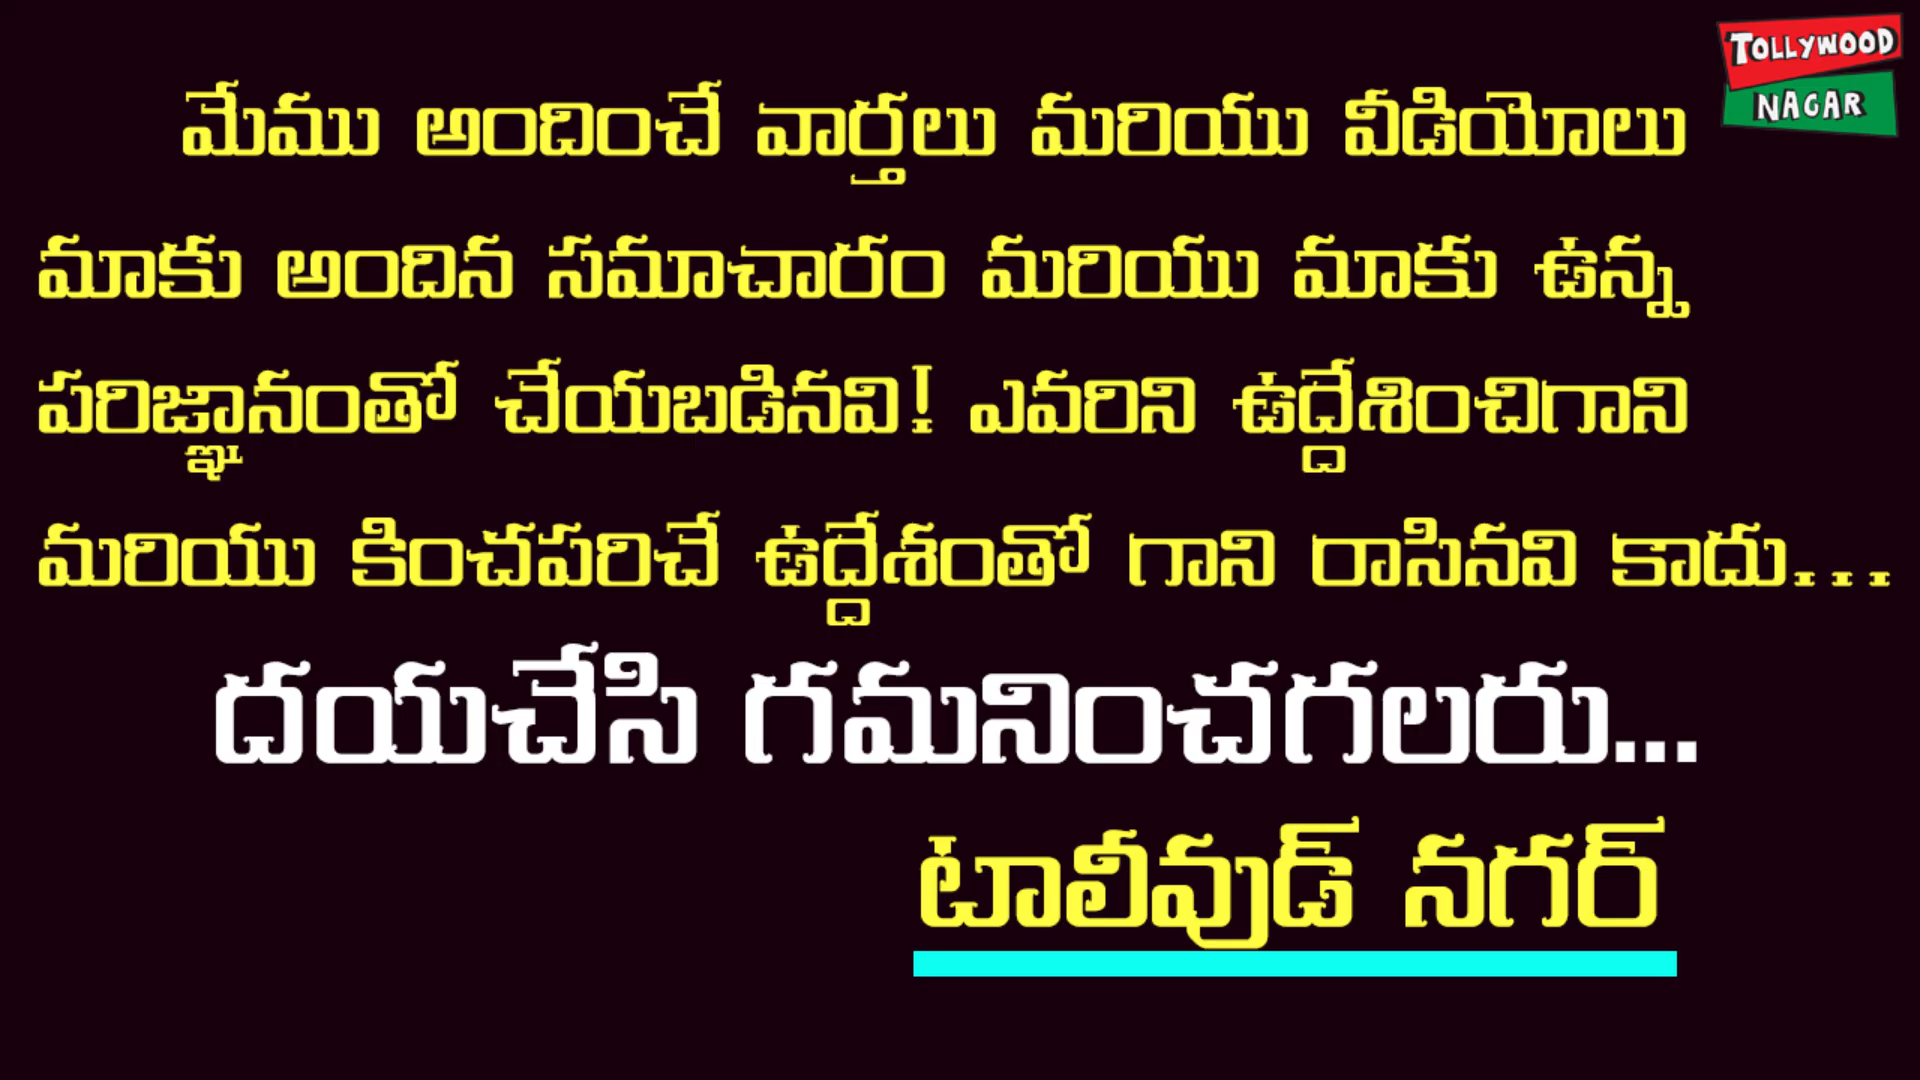 TOLLYWOOD
NAGAR
మేము అందించే వార్తలు మరియు వీడియోలు
మాకు అందిన సమాచారం మరియు మాకు ఉన్న
పరిజ్ఞానంతో చేయబడినవి! ఎవరిని ఉద్దేశించిగాని
మరియు కించపరిచే ఉద్దేశంతో గాని రాసినవి కాదు...
దయచేసి గమనించగలరు...
టాలీవుడ్ నగర్